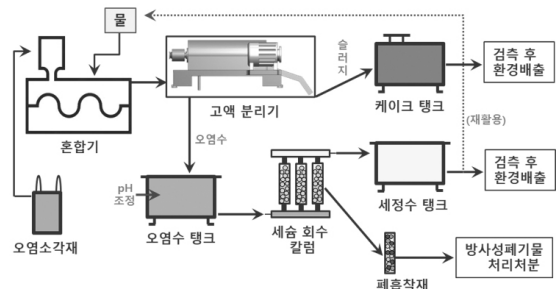 물
슬러지
검측 후
환경배출
고액 분리기
케이크 탱크
혼합기
오염수
(재활용)
pH
조정
검측 후
환경배출
세정수 탱크
오염소각재
오염수 탱크
세슘 회수
칼럼
방사성폐기물
처리처분
폐흡착재